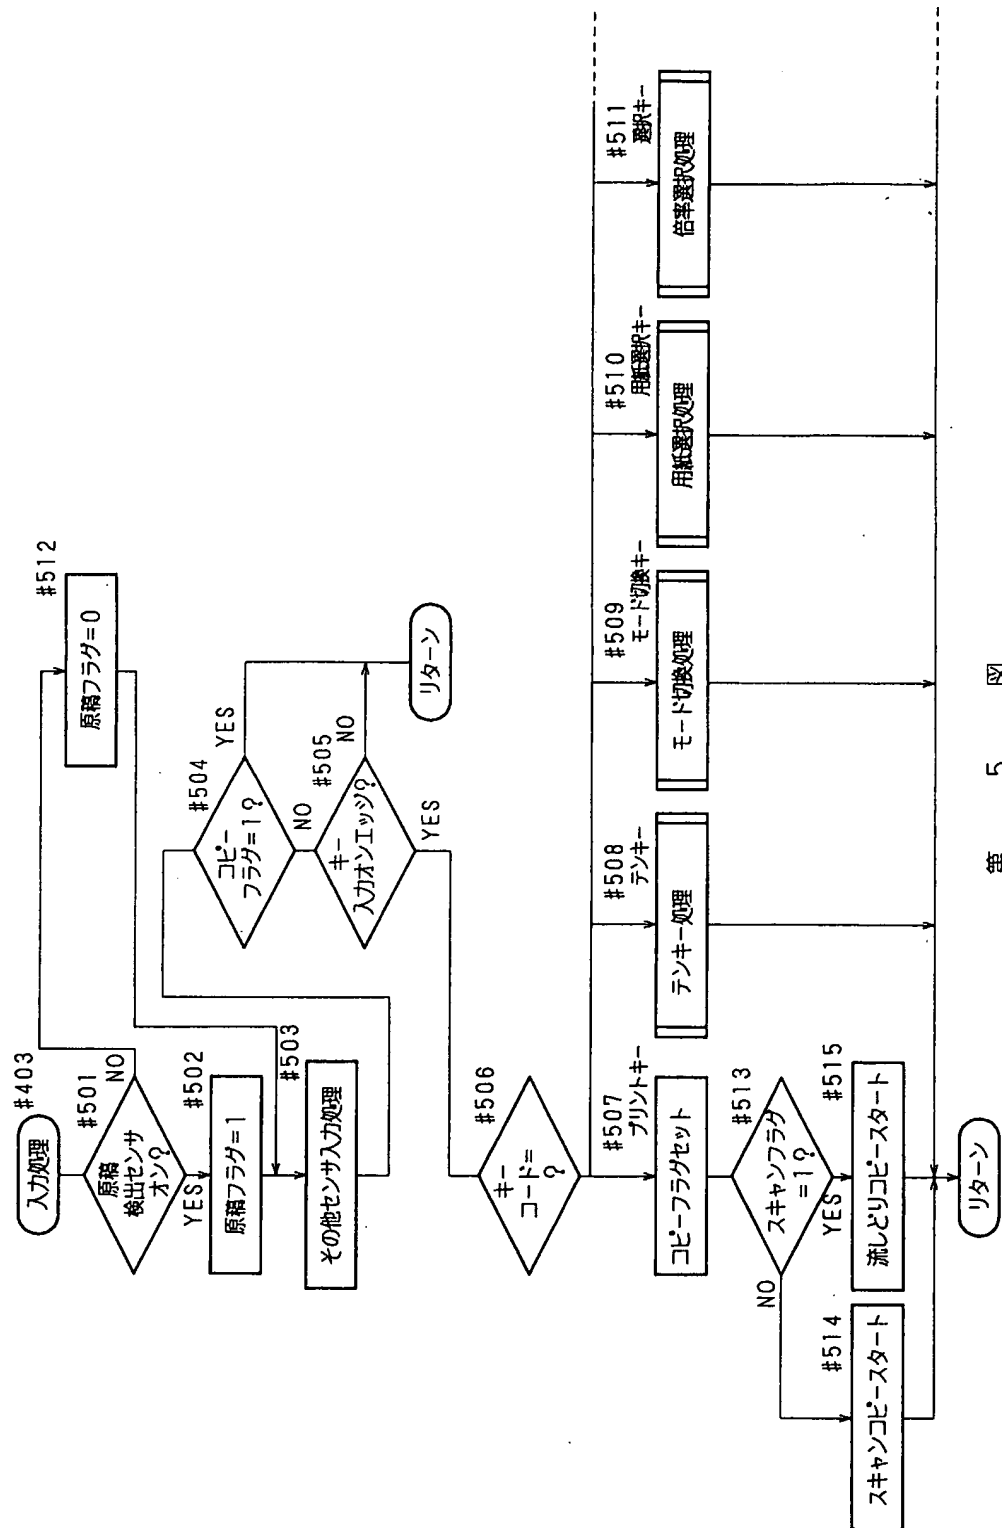 #403
入力処理
#501
原稿
検出センサ
オン?
NO
YES
#502
原稿フラグ=1
#512
原稿フラグ=0
#503
その他センサ入力処理
#504
コピー
フラグ=1?
YES
NO
#505
キー
入力オンエッジ?
NO
YES
リターン
#506
キー
コード=
?
#507
プリントキー
コピーフラグセット
#508
テンキー
テンキー処理
#509
モード切換キー
モード切換処理
#510
用紙選択キー
用紙選択処理
#511
選択キー
倍率選択処理
#513
スキャンフラグ
=1?
NO
YES
#514
スキャンコピースタート
#515
流しどりコピースタート
リターン
第 5 図